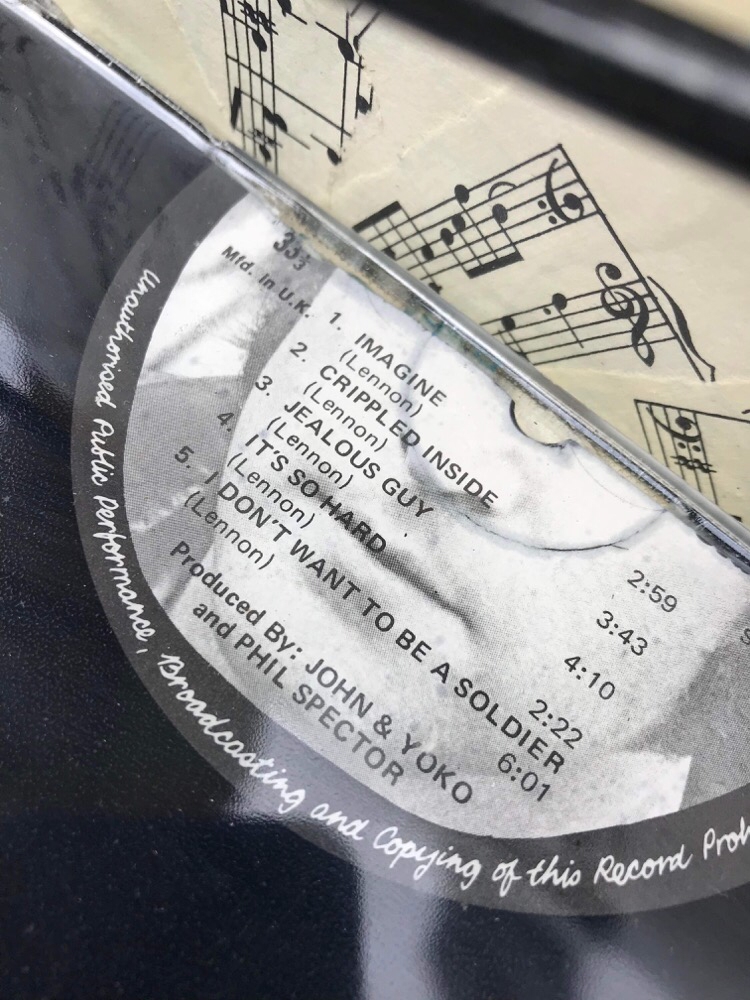 33⅓
Mfd. In U.K.
1. IMAGINE 2:59
(Lennon)
2. CRIPPLED INSIDE 3:43
(Lennon)
3. JEALOUS GUY 4:10
(Lennon)
4. IT'S SO HARD 2:22
(Lennon)
5. I DON'T WANT TO BE A SOLDIER 6:01
(Lennon)
Produced By: JOHN & YOKO
and PHIL SPECTOR
Unauthorised Public Performance, Broadcasting and Copying of this Record Proh